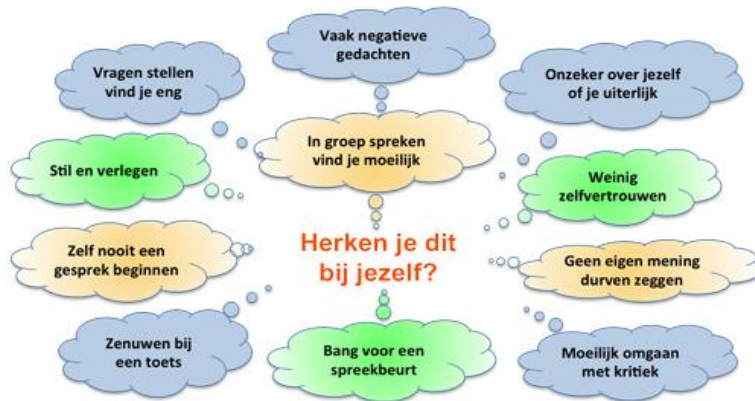 Vaak negatieve
gedachten
Vragen stellen
vind je eng
Onzeker over jezelf
of je uiterlijk
In groep spreken
vind je moeilijk
Stil en verlegen
Weinig
zelfvertrouwen
Zelf nooit een
gesprek beginnen
Herken je dit
bij jezelf?
Geen eigen mening
durven zeggen
Zenuwen bij
een toets
Bang voor een
spreekbeurt
Moeilijk omgaan
met kritiek